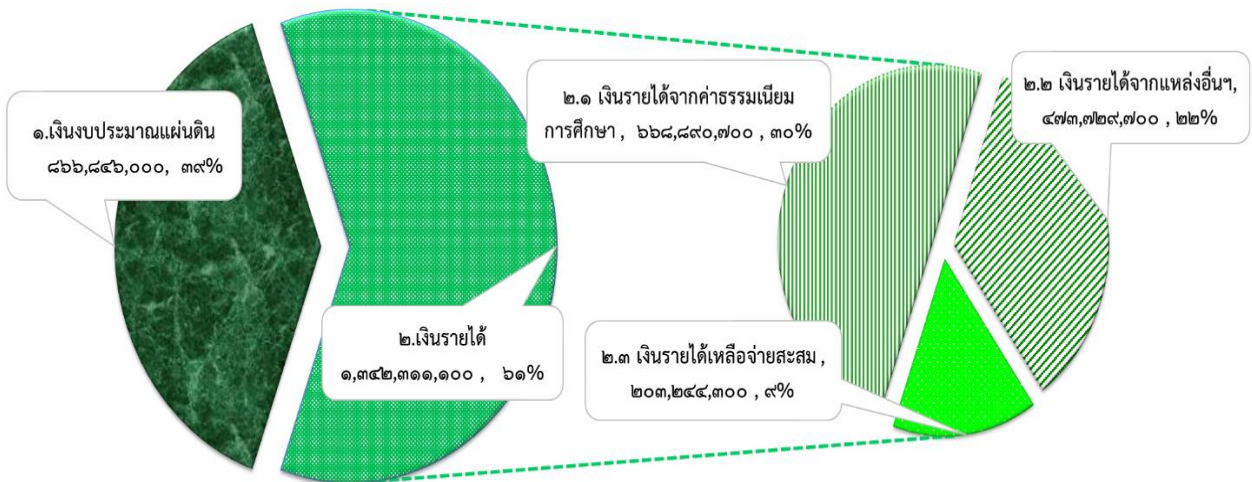 ๑.เงินงบประมาณแผ่นดิน
๘๖๖,๘๔๖,๐๐๐, ๓๙%
๒.เงินรายได้
๑,๓๔๒,๓๑๑,๑๐๐ , ๖๑%
๒.๑ เงินรายได้จากค่าธรรมเนียม
การศึกษา , ๖๖๘,๘๙๐,๗๐๐ , ๓๐%
๒.๒ เงินรายได้จากแหล่งอื่นฯ,
๔๗๓,๗๒๙,๗๐๐ , ๒๒%
๒.๓ เงินรายได้เหลือจ่ายสะสม ,
๒๐๓,๒๔๔,๓๐๐ , ๙%